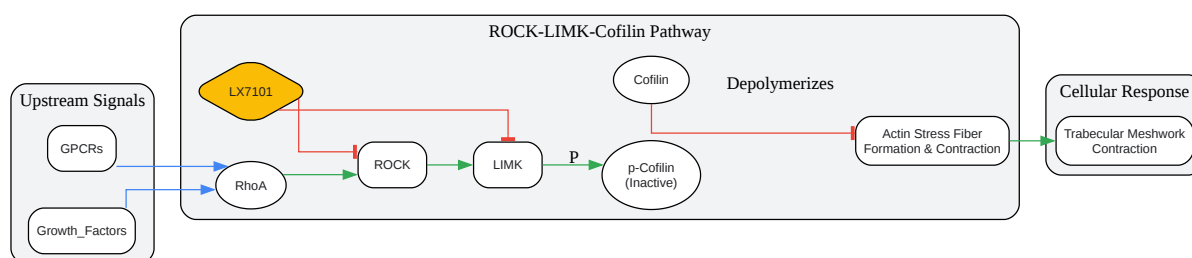 ROCK-LIMK-Cofilin Pathway
Upstream Signals
GPCRs
Growth_Factors
LX7101
RhoA
ROCK
LIMK
P
Cofilin
p-Cofilin
(Inactive)
Depolymerizes
Actin Stress Fiber
Formation & Contraction
Cellular Response
Trabecular Meshwork
Contraction